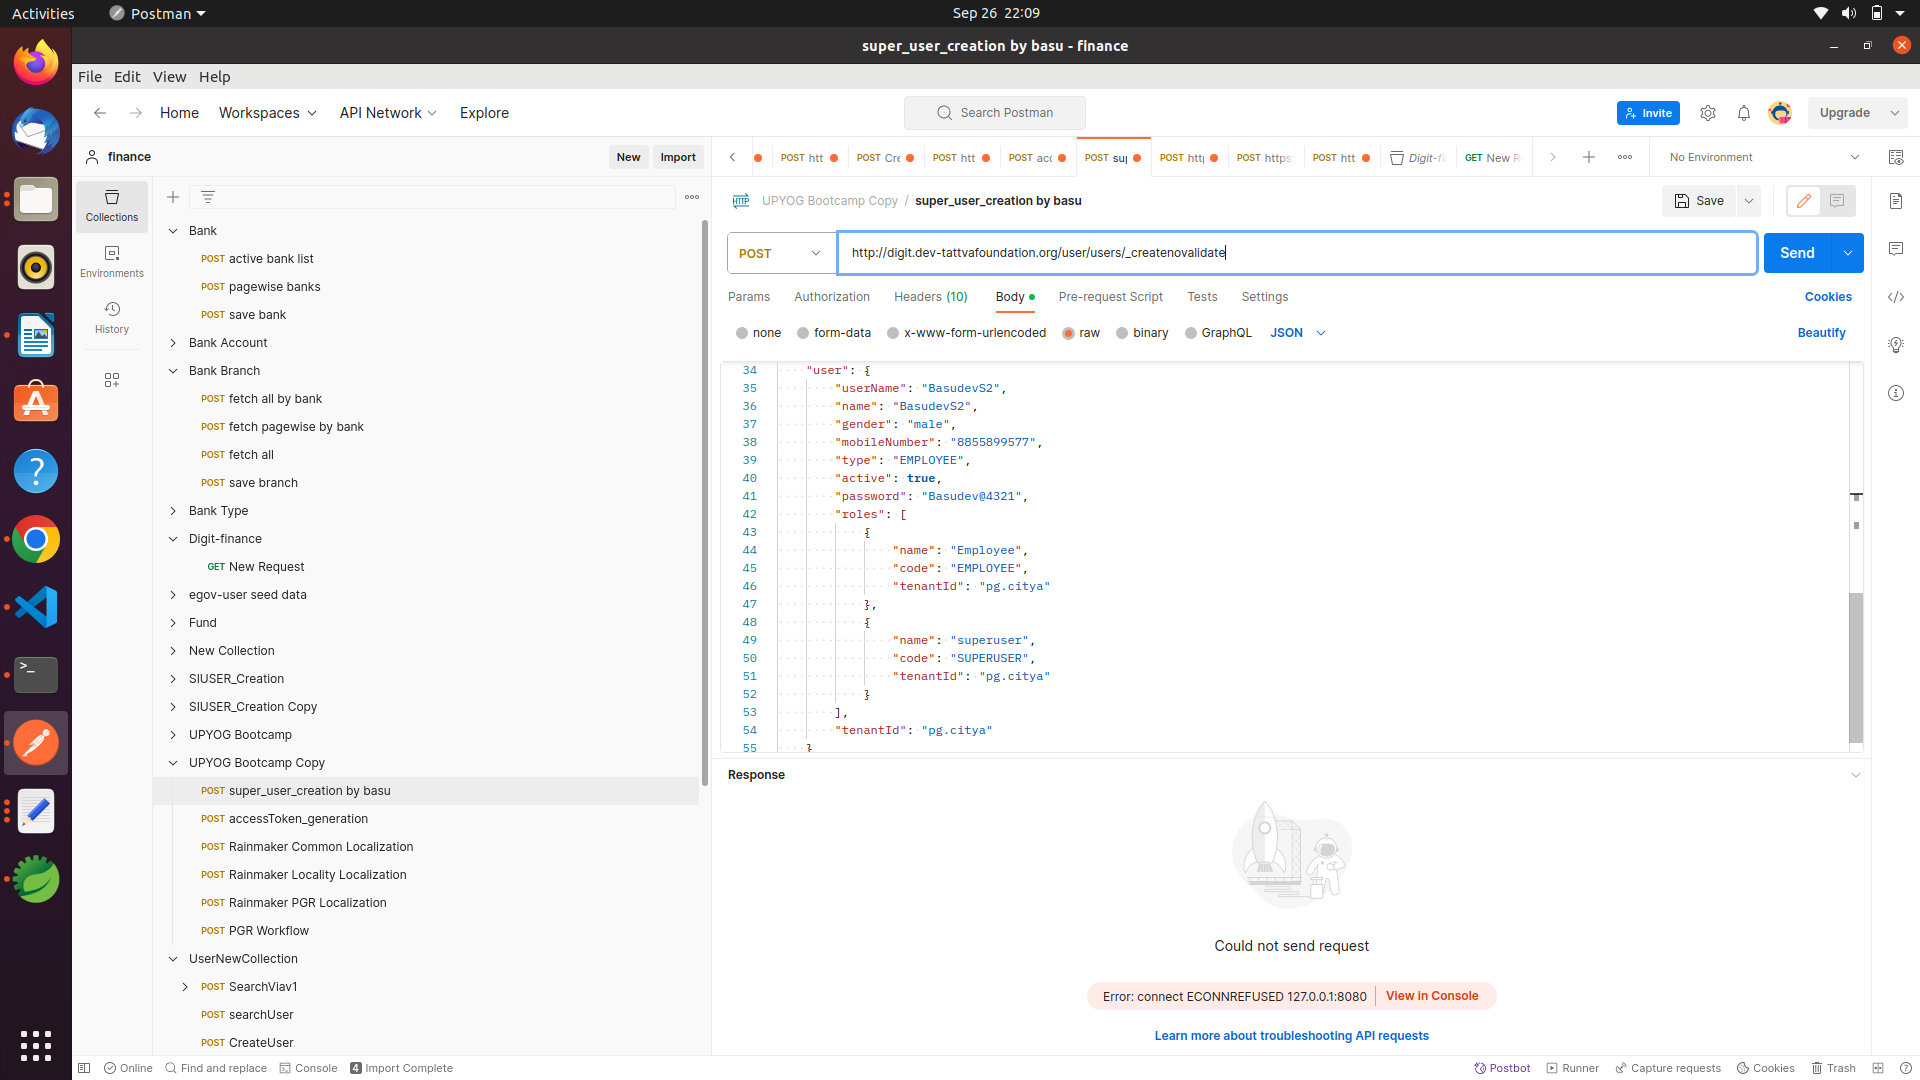 Activities
Postman
Sep 26 22:09
super_user_creation by basu - finance
File Edit View Help
Home Workspaces API Network Explore
Search Postman
Invite
Upgrade
finance
New Import
POST htt
POST Cre
POST htt
POST acc
POST sup
POST http
POST https
POST htt
Digit-fi
GET New R
No Environment
Collections
Environments
History
Bank
POST active bank list
POST pagewise banks
POST save bank
Bank Account
Bank Branch
POST fetch all by bank
POST fetch pagewise by bank
POST fetch all
POST save branch
Bank Type
Digit-finance
GET New Request
egov-user seed data
Fund
New Collection
SIUSER_Creation
SIUSER_Creation Copy
UPYOG Bootcamp
UPYOG Bootcamp Copy
POST super_user_creation by basu
POST accessToken_generation
POST Rainmaker Common Localization
POST Rainmaker Locality Localization
POST Rainmaker PGR Localization
POST PGR Workflow
UserNewCollection
POST SearchViav1
POST searchUser
POST CreateUser
UPYOG Bootcamp Copy / super_user_creation by basu
Save
POST
http://digit.dev-tattvafoundation.org/user/users/_createnovalidate
Send
Params Authorization Headers (10) Body Pre-request Script Tests Settings
Cookies
none form-data x-www-form-urlencoded raw binary GraphQL JSON
Beautify
34 "user": {
35 "userName": "BasudevS2",
36 "name": "BasudevS2",
37 "gender": "male",
38 "mobileNumber": "8855899577",
39 "type": "EMPLOYEE",
40 "active": true,
41 "password": "Basudev@4321",
42 "roles": [
43 {
44 "name": "Employee",
45 "code": "EMPLOYEE",
46 "tenantId": "pg.citya"
47 },
48 {
49 "name": "superuser",
50 "code": "SUPERUSER",
51 "tenantId": "pg.citya"
52 }
53 ],
54 "tenantId": "pg.citya"
55 }
Response
Could not send request
Error: connect ECONNREFUSED 127.0.0.1:8080 View in Console
Learn more about troubleshooting API requests
Online Find and replace Console 4 Import Complete
Postbot Runner Capture requests Cookies Trash